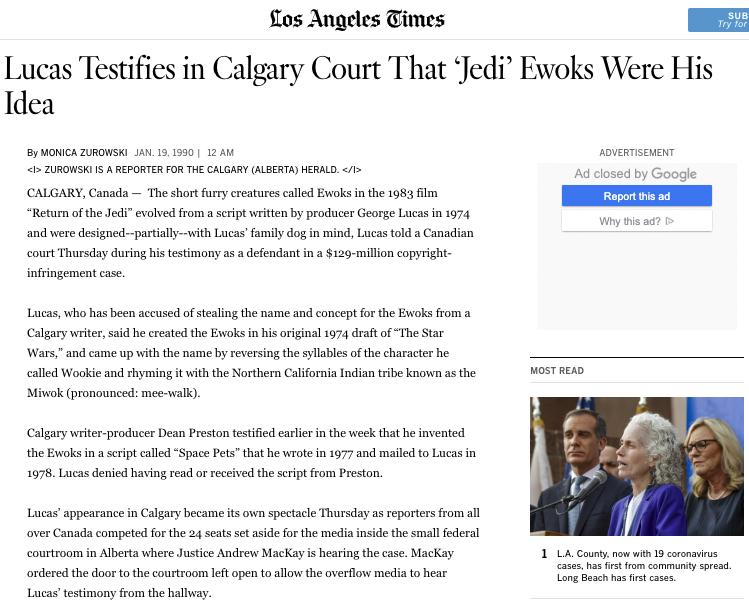 Los Angeles Times
SUB
Try for
Lucas Testifies in Calgary Court That ‘Jedi’ Ewoks Were His
Idea
By MONICA ZUROWSKI JAN. 19, 1990 | 12 AM
<I> ZUROWSKI IS A REPORTER FOR THE CALGARY (ALBERTA) HERALD. </I>
CALGARY, Canada — The short furry creatures called Ewoks in the 1983 film
“Return of the Jedi” evolved from a script written by producer George Lucas in 1974
and were designed--partially--with Lucas’ family dog in mind, Lucas told a Canadian
court Thursday during his testimony as a defendant in a $129-million copyright-
infringement case.
Lucas, who has been accused of stealing the name and concept for the Ewoks from a
Calgary writer, said he created the Ewoks in his original 1974 draft of “The Star
Wars,” and came up with the name by reversing the syllables of the character he
called Wookie and rhyming it with the Northern California Indian tribe known as the
Miwok (pronounced: mee-walk).
Calgary writer-producer Dean Preston testified earlier in the week that he invented
the Ewoks in a script called “Space Pets” that he wrote in 1977 and mailed to Lucas in
1978. Lucas denied having read or received the script from Preston.
Lucas’ appearance in Calgary became its own spectacle Thursday as reporters from all
over Canada competed for the 24 seats set aside for the media inside the small federal
courtroom in Alberta where Justice Andrew MacKay is hearing the case. MacKay
ordered the door to the courtroom left open to allow the overflow media to hear
Lucas’ testimony from the hallway.
ADVERTISEMENT
Ad closed by Google
Report this ad
Why this ad?
MOST READ
1 L.A. County, now with 19 coronavirus
cases, has first from community spread.
Long Beach has first cases.